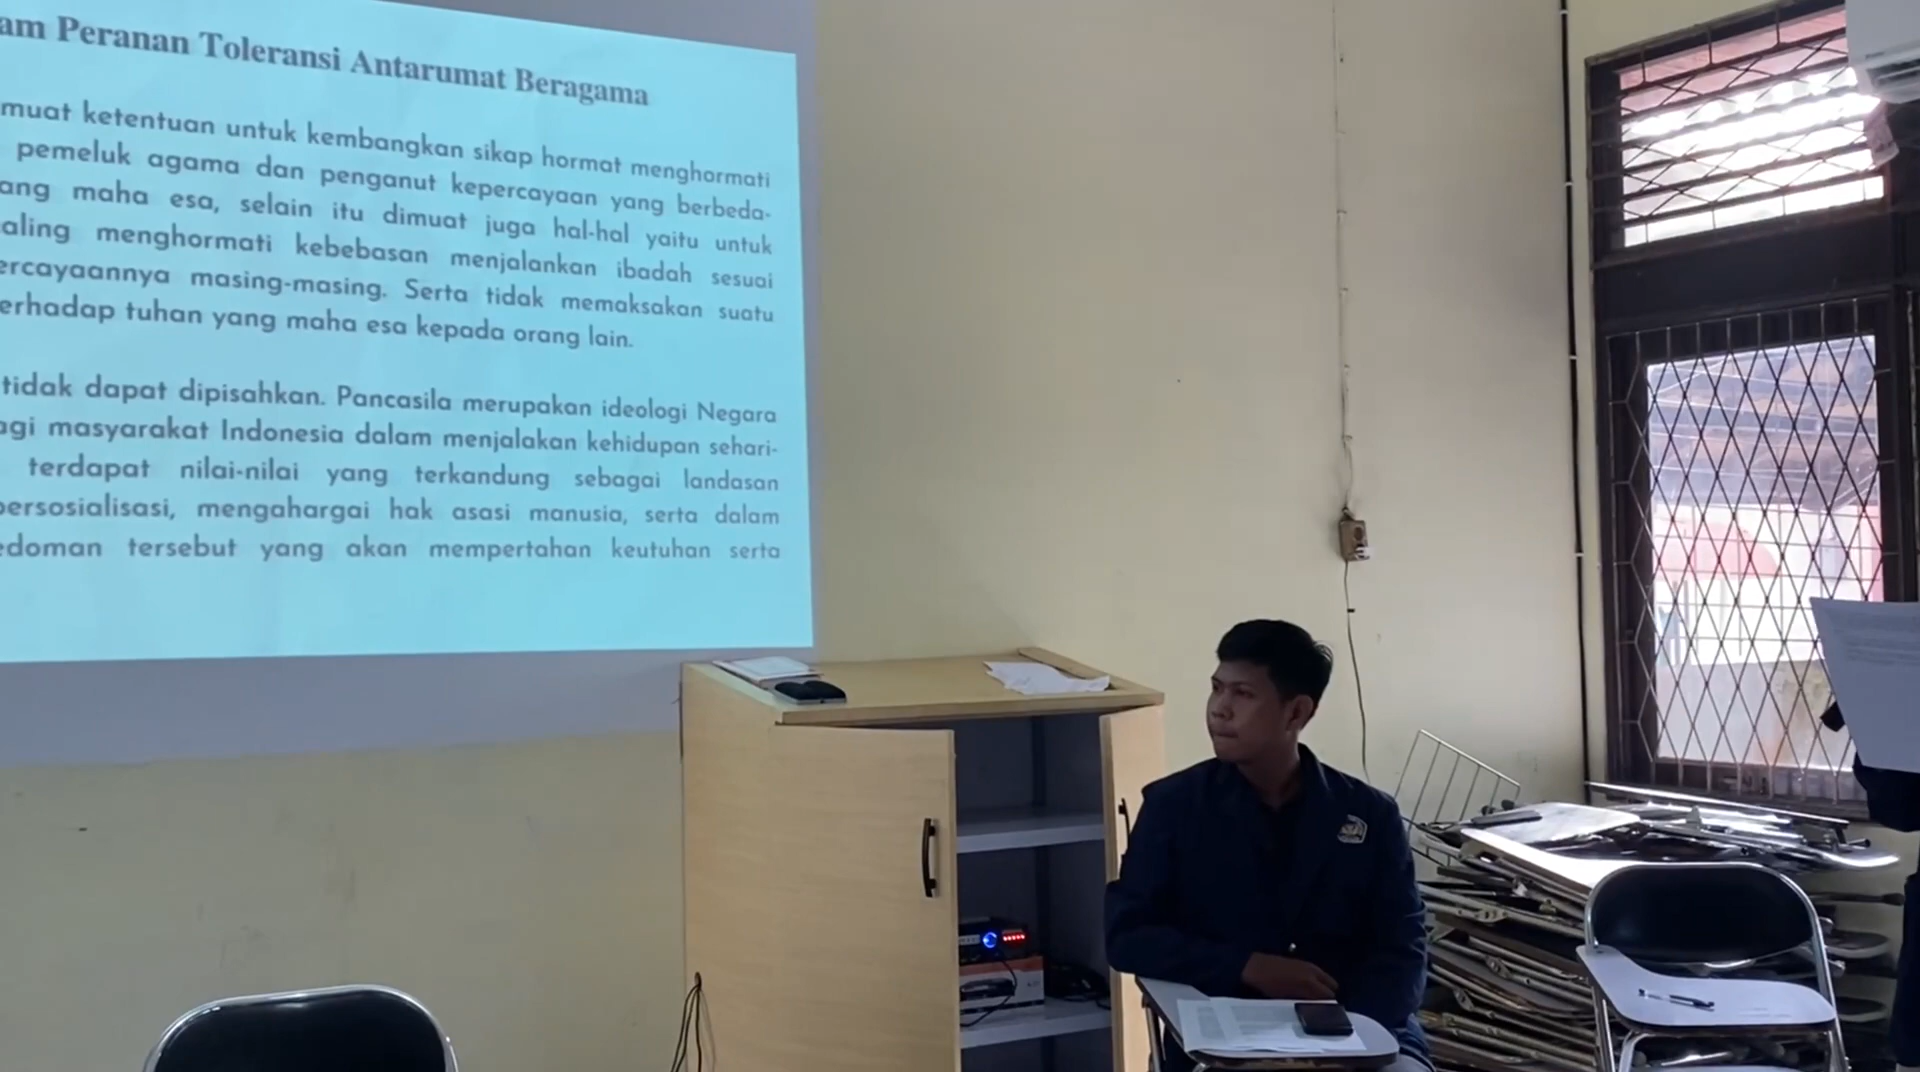 am Peranan Toleransi Antarumat Beragama
muat ketentuan untuk kembangkan sikap hormat menghormati
pemeluk agama dan penganut kepercayaan yang berbeda-
ang maha esa, selain itu dimuat juga hal-hal yaitu untuk
aling menghormati kebebasan menjalankan ibadah sesuai
ercayaannya masing-masing. Serta tidak memaksakan suatu
erhadap tuhan yang maha esa kepada orang lain.
tidak dapat dipisahkan. Pancasila merupakan ideologi Negara
agi masyarakat Indonesia dalam menjalakan kehidupan sehari-
terdapat nilai-nilai yang terkandung sebagai landasan
bersosialisasi, mengahargai hak asasi manusia, serta dalam
edoman tersebut yang akan mempertahan keutuhan serta